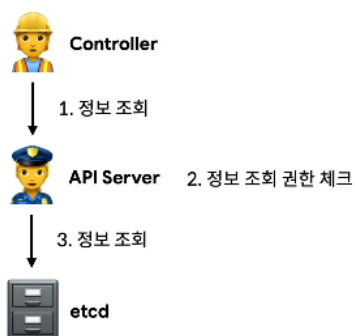 Controller
1. 정보 조회
API Server
2. 정보 조회 권한 체크
3. 정보 조회
etcd